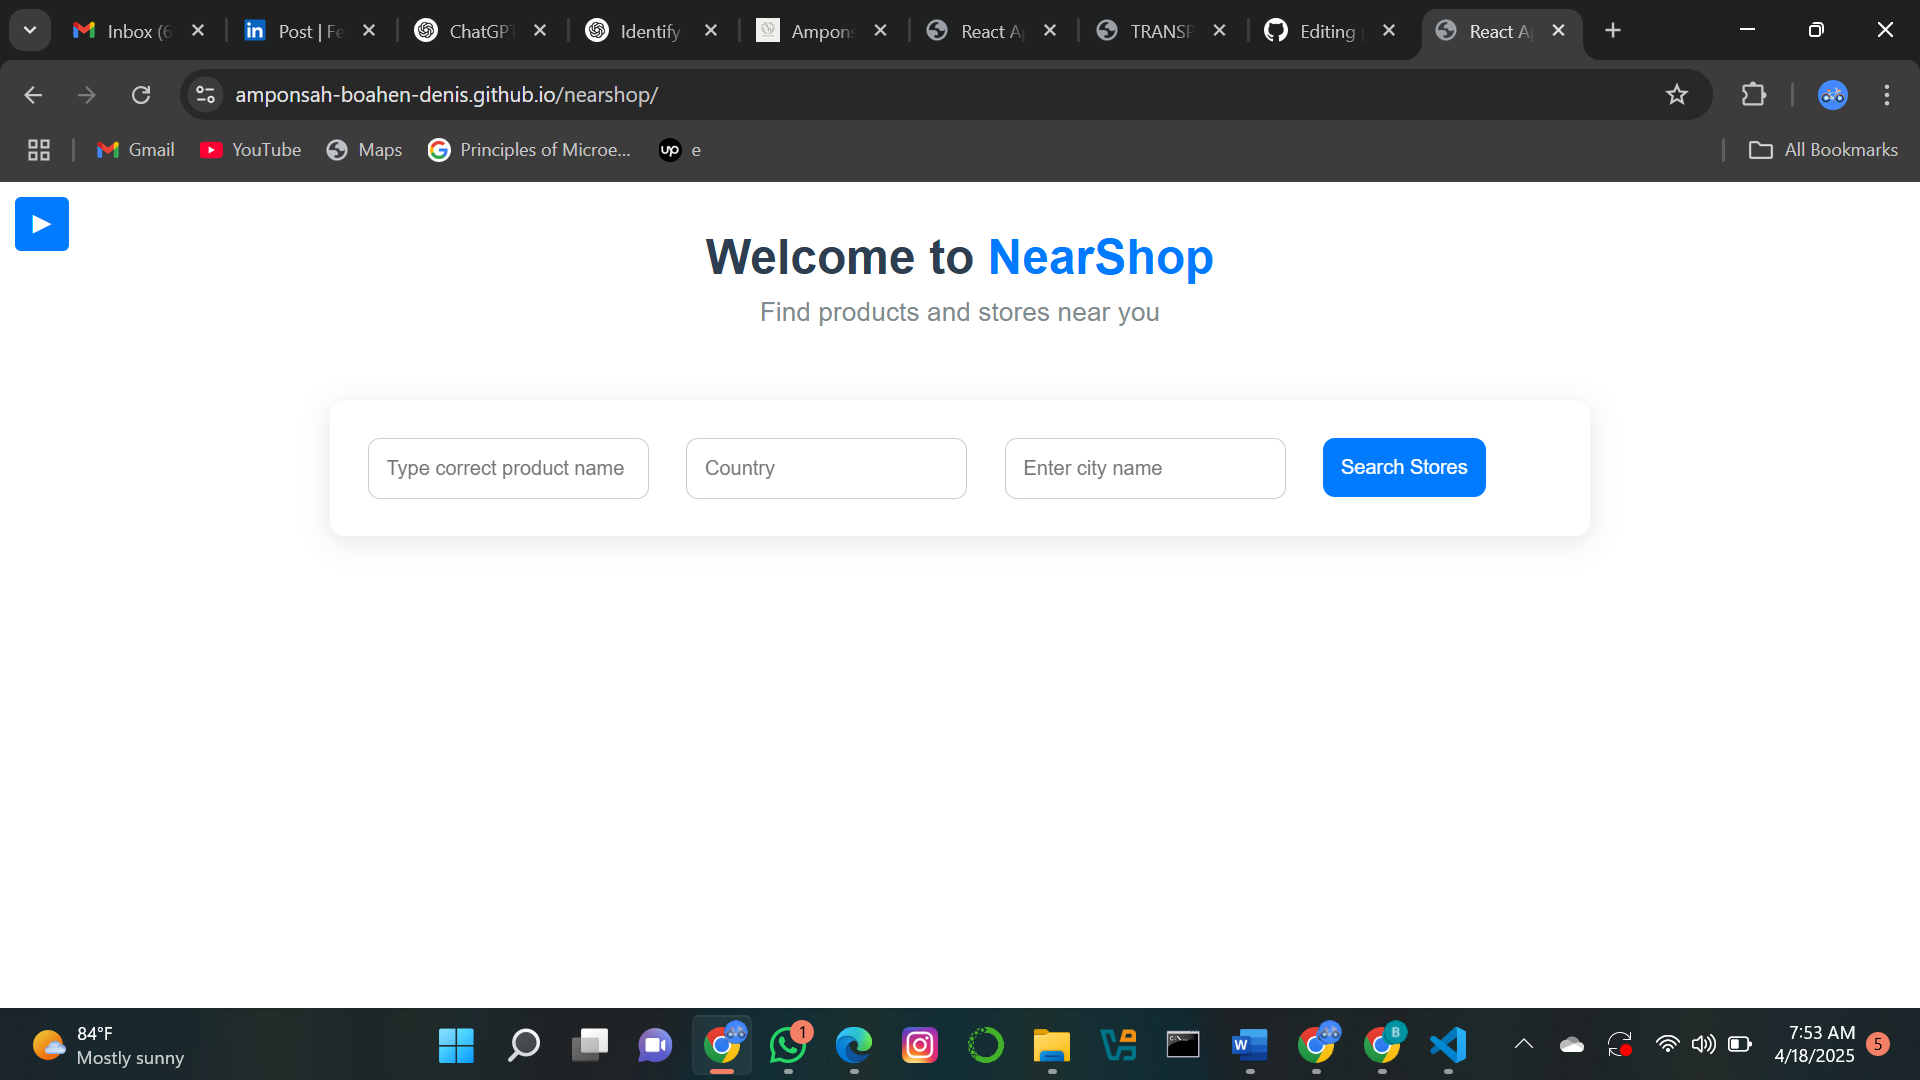 Inbox (6
Post | Fe
ChatGPT
Identify
Ampons
React A
TRANSP
Editing
React A
amponsah-boahen-denis.github.io/nearshop/
Gmail
YouTube
Maps
Principles of Microe...
up
e
All Bookmarks
Welcome to NearShop
Find products and stores near you
Type correct product name
Country
Enter city name
Search Stores
84°F
Mostly sunny
1
W
B
7:53 AM
4/18/2025
5